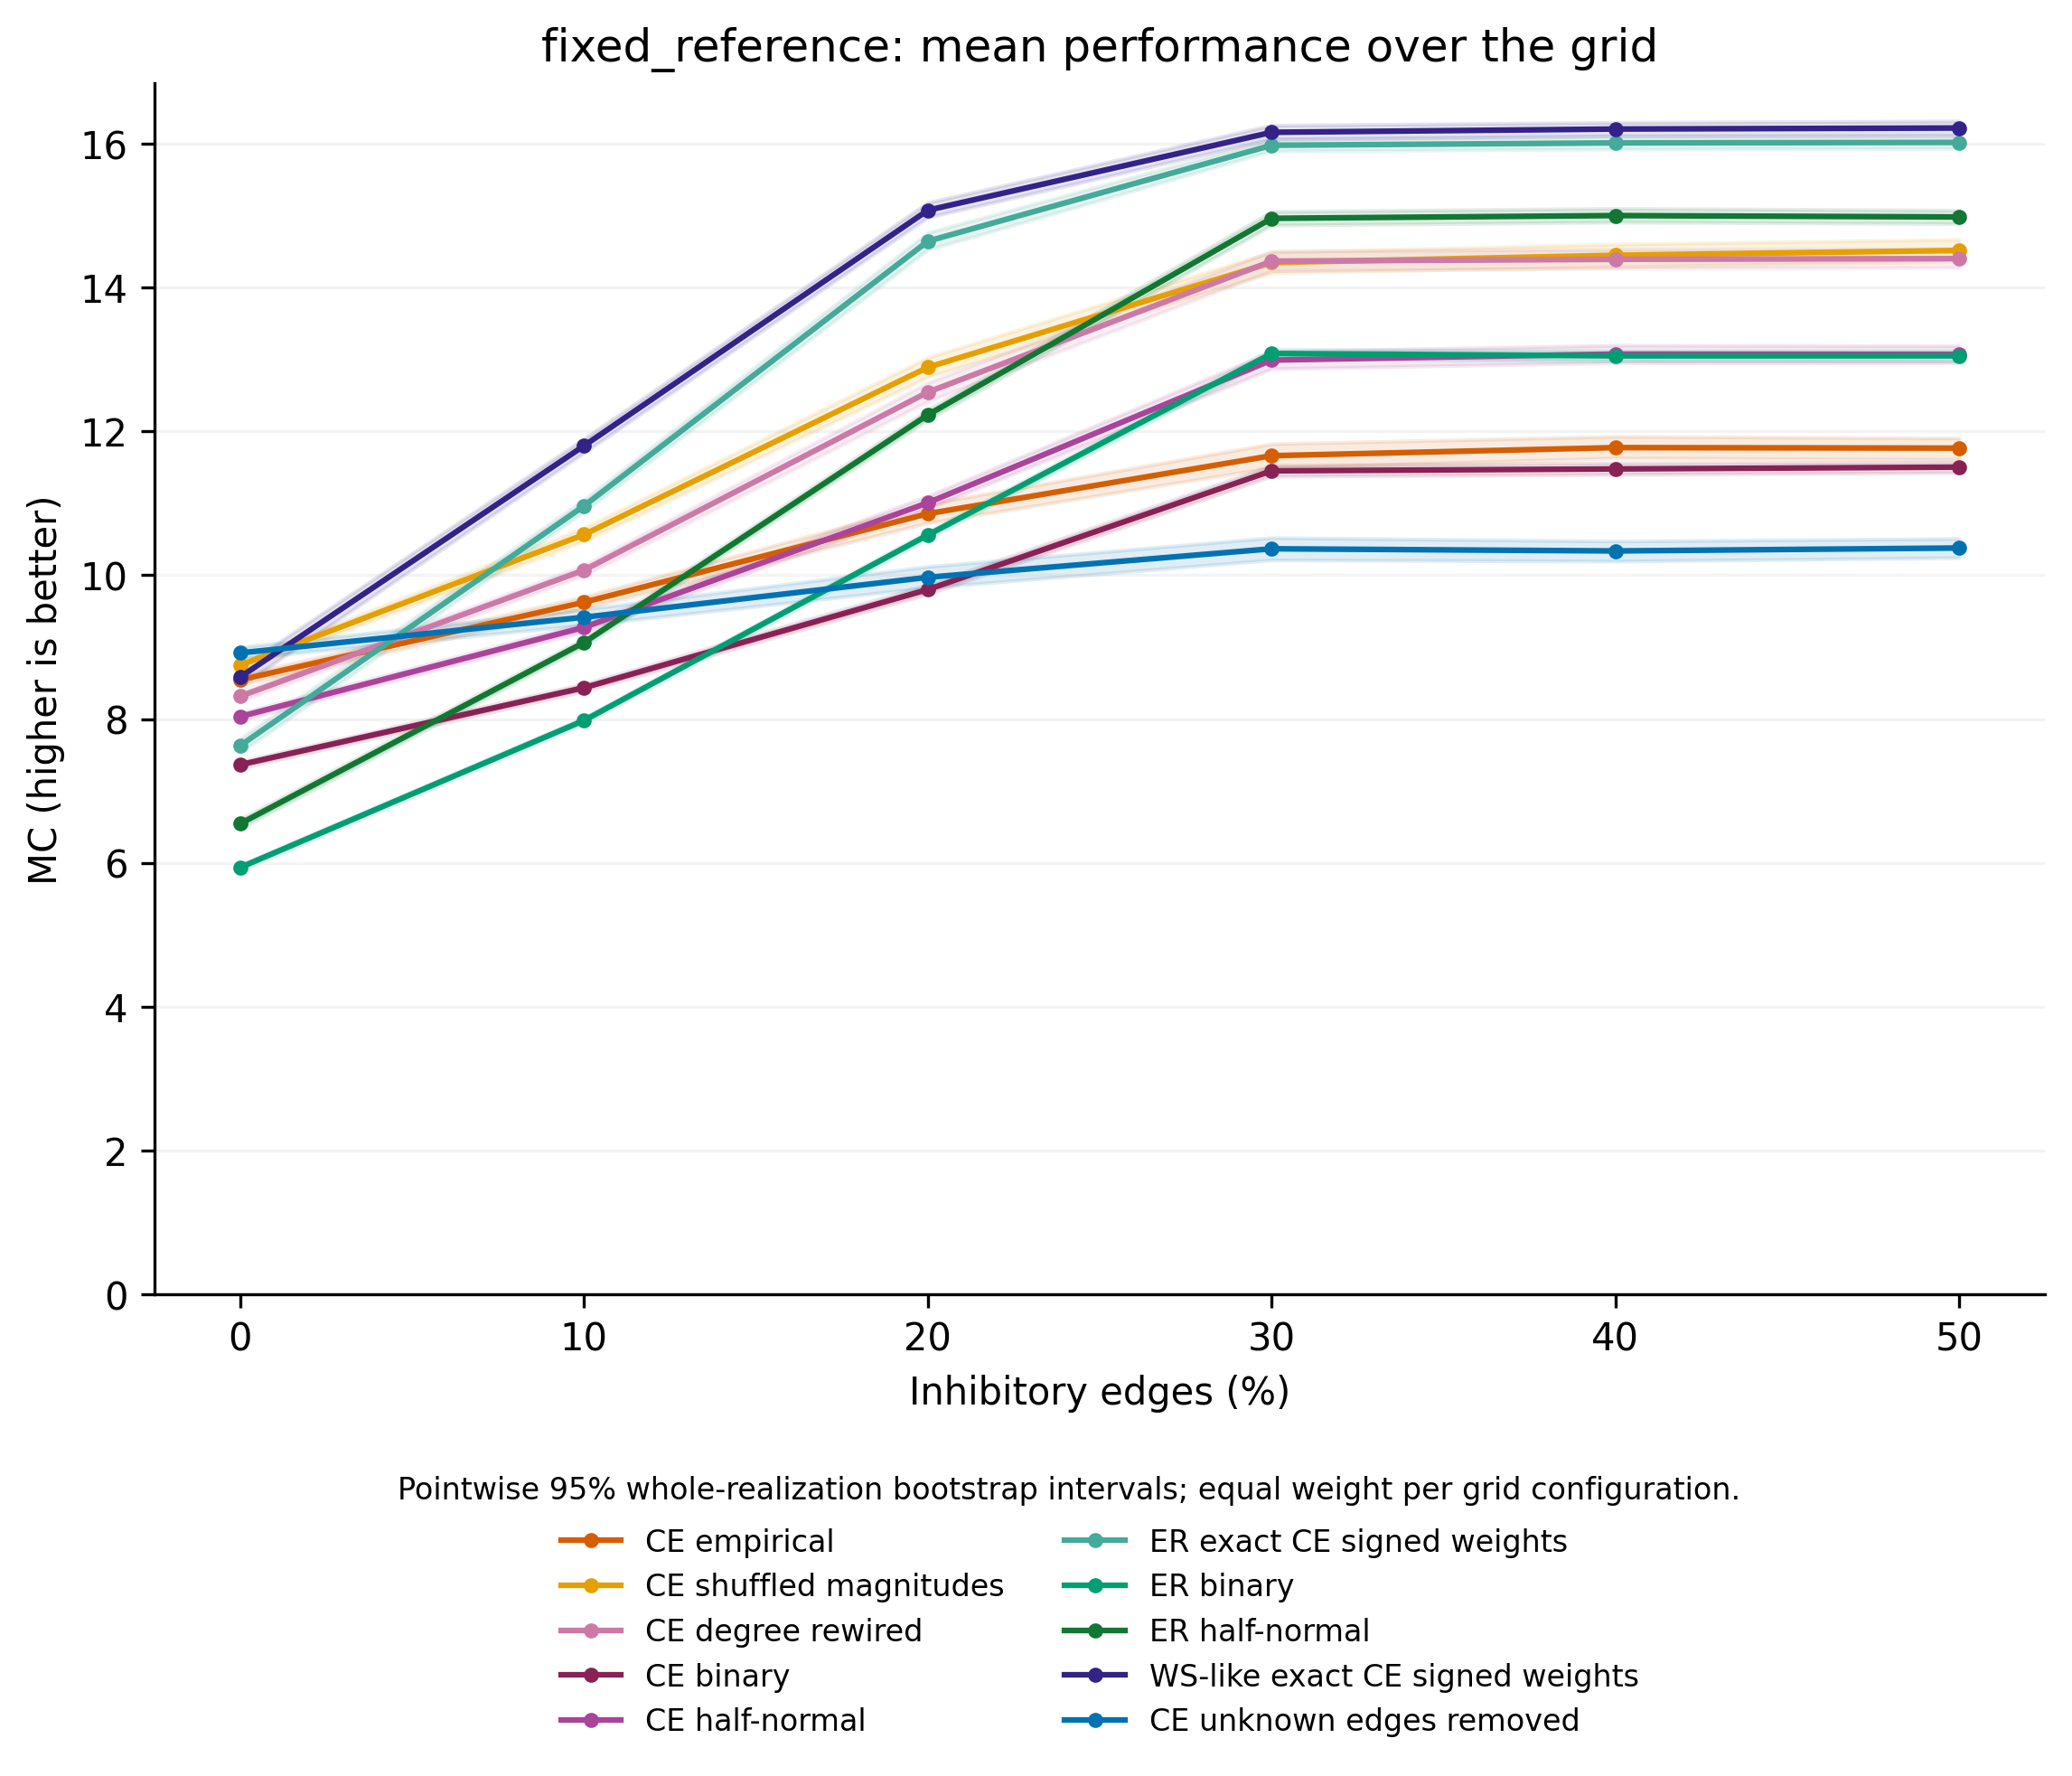 fixed_reference: mean performance over the grid
MC (higher is better)
16
14
12
10
8
6
4
2
0
0 10 20 30 40 50
Inhibitory edges (%)
Pointwise 95% whole-realization bootstrap intervals; equal weight per grid configuration.
CE empirical
CE shuffled magnitudes
CE degree rewired
CE binary
CE half-normal
ER exact CE signed weights
ER binary
ER half-normal
WS-like exact CE signed weights
CE unknown edges removed